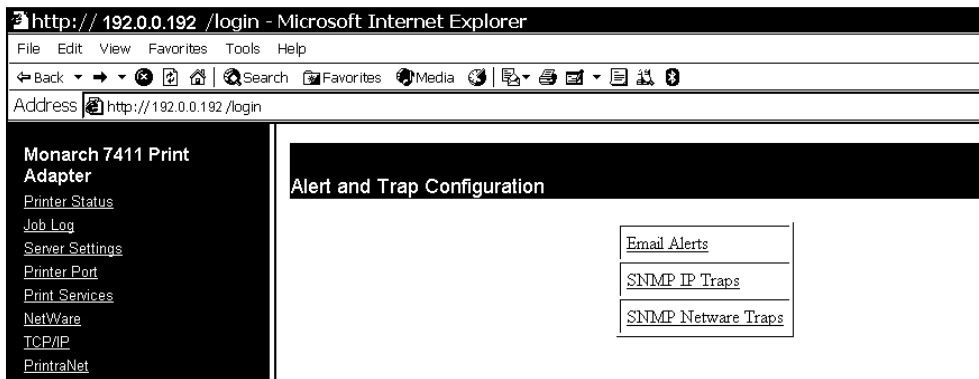 http:// 192.0.0.192 /login - Microsoft Internet Explorer
File Edit View Favorites Tools Help
Back Search Favorites Media
Address http://192.0.0.192 /login
Monarch 7411 Print
Adapter
Printer Status
Job Log
Server Settings
Printer Port
Print Services
NetWare
TCP/IP
PrintraNet
Alert and Trap Configuration
Email Alerts
SNMP IP Traps
SNMP Netware Traps